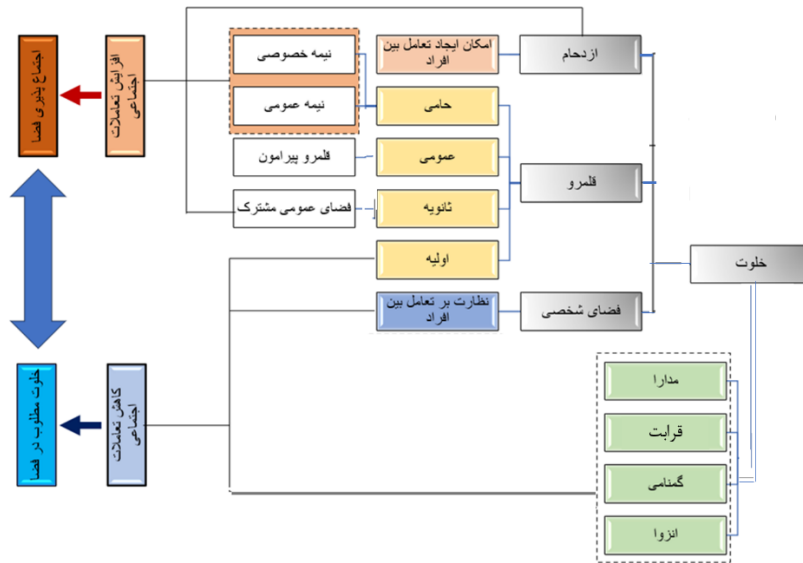 ازدحام
امکان ایجاد تعامل بین
افراد
نیمه خصوصی
افزایش تعاملات
اجتماعی
اجتماع پذیری فضا
حامی
نیمه عمومی
قلمرو
عمومی
قلمرو پیرامون
ثانویه
فضای عمومی مشترک
اولیه
خلوت
فضای شخصی
نظارت بر تعامل بین
افراد
مدارا
قرابت
گمنامی
انزوا
کاهش تعاملات
اجتماعی
خلوت مطلوب در فضا